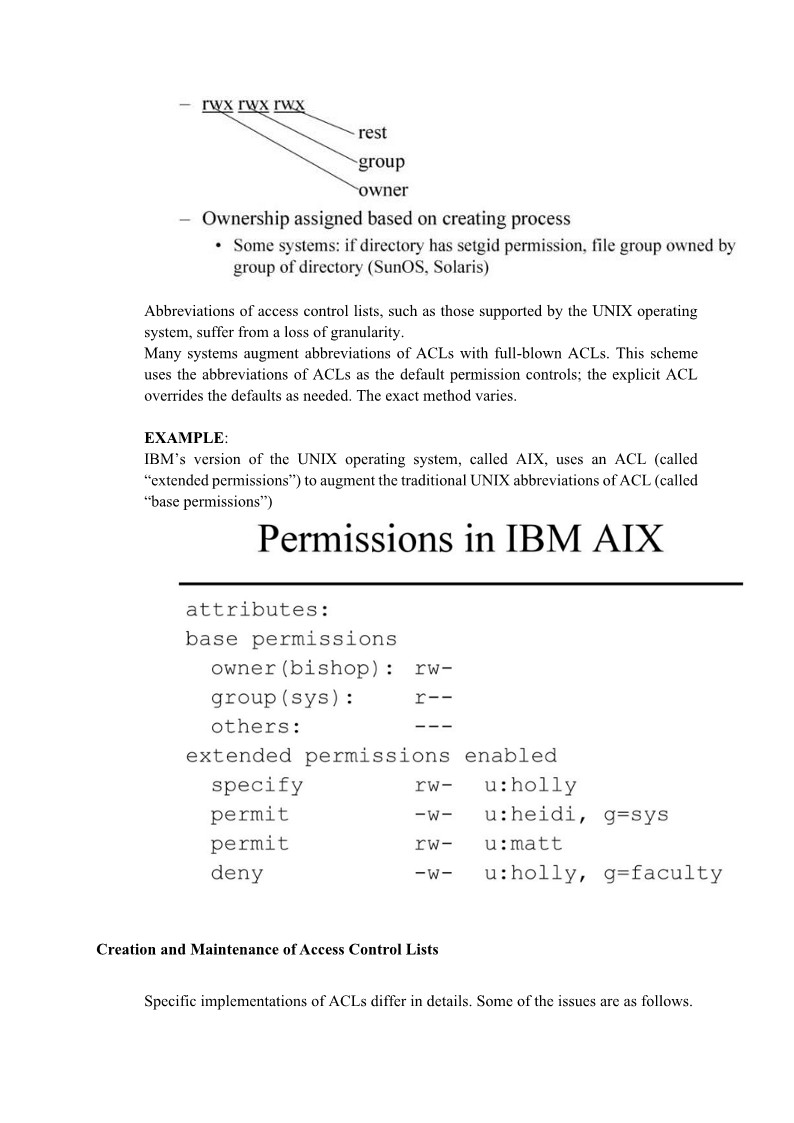 – rwx rwx rwx
rest
group
owner
– Ownership assigned based on creating process
• Some systems: if directory has setgid permission, file group owned by
group of directory (SunOS, Solaris)
Abbreviations of access control lists, such as those supported by the UNIX operating
system, suffer from a loss of granularity.
Many systems augment abbreviations of ACLs with full-blown ACLs. This scheme
uses the abbreviations of ACLs as the default permission controls; the explicit ACL
overrides the defaults as needed. The exact method varies.
EXAMPLE:
IBM’s version of the UNIX operating system, called AIX, uses an ACL (called
“extended permissions”) to augment the traditional UNIX abbreviations of ACL (called
“base permissions”)
Permissions in IBM AIX
attributes:
base permissions
owner(bishop): rw-
group(sys): r--
others: ---
extended permissions enabled
specify rw- u:holly
permit -w- u:heidi, g=sys
permit rw- u:matt
deny -w- u:holly, g=faculty
Creation and Maintenance of Access Control Lists
Specific implementations of ACLs differ in details. Some of the issues are as follows.